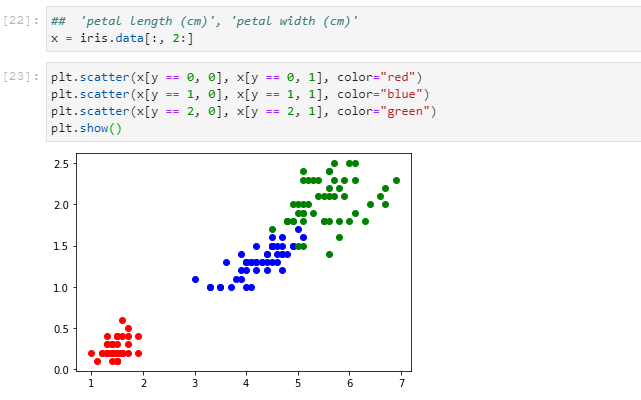 [22]: ##  'petal length (cm)', 'petal width (cm)'
x = iris.data[:, 2:]
[23]: plt.scatter(x[y == 0, 0], x[y == 0, 1], color="red")
plt.scatter(x[y == 1, 0], x[y == 1, 1], color="blue")
plt.scatter(x[y == 2, 0], x[y == 2, 1], color="green")
plt.show()
2.5
2.0
1.5
1.0
0.5
0.0
1 2 3 4 5 6 7